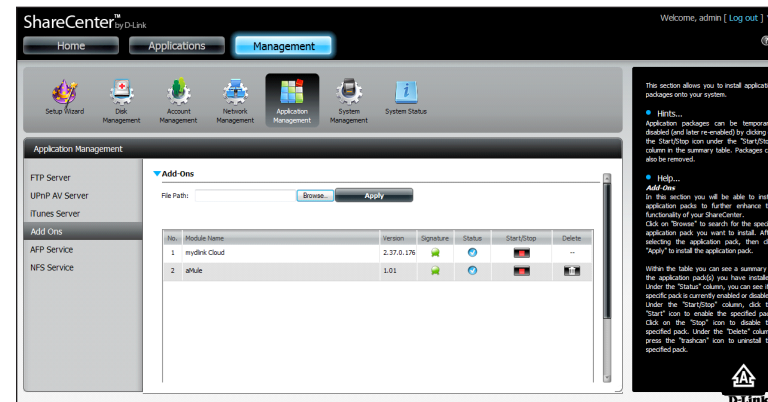 ShareCenter™ by D-Link
Welcome, admin [ Log out ]
Home
Applications
Management
Setup Wizard
Disk Management
Account Management
Network Management
Application Management
System Management
System Status
Application Management
FTP Server
UPnP AV Server
iTunes Server
Add Ons
AFP Service
NFS Service
Add-Ons
File Path:
Browse...
Apply
No. Module Name Version Signature Status Start/Stop Delete
1 mydlink Cloud 2.37.0.176 --
2 aMule 1.01
This section allows you to install applicati
packages onto your system.
Hints...
Application packages can be temporar
disabled (and later re-enabled) by clicking
the Start/Stop icon under the "Start/Sto
column in the summary table. Packages c
also be removed.
Help...
Add-Ons
In this section you will be able to inst
application packs to further enhance t
functionality of your ShareCenter.
Click on "Browse" to search for the speci
application pack you want to install. Aft
selecting the application pack, then cli
"Apply" to install the application pack.
Within the table you can see a summary
the application pack(s) you have installe
Under the "Status" column, you can see if
specific pack is currently enabled or disable
Under the "Start/Stop" column, click t
"Start" icon to enable the specified pac
Click on the "Stop" icon to disable t
specified pack. Under the "Delete" colum
press the "trashcan" icon to uninstall t
specified pack.
D-Link